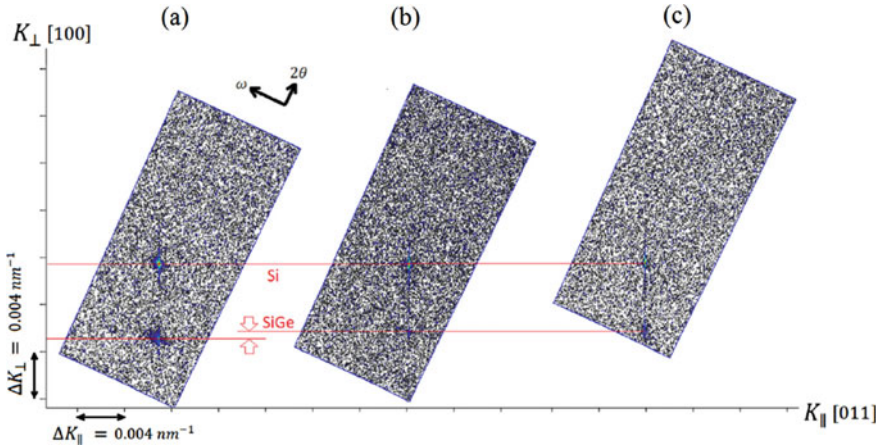 (a)
(b)
(c)
K⊥ [100]
ω
2θ
Si
SiGe
ΔK⊥ = 0.004 nm⁻¹
ΔK∥ = 0.004 nm⁻¹
K∥ [011]